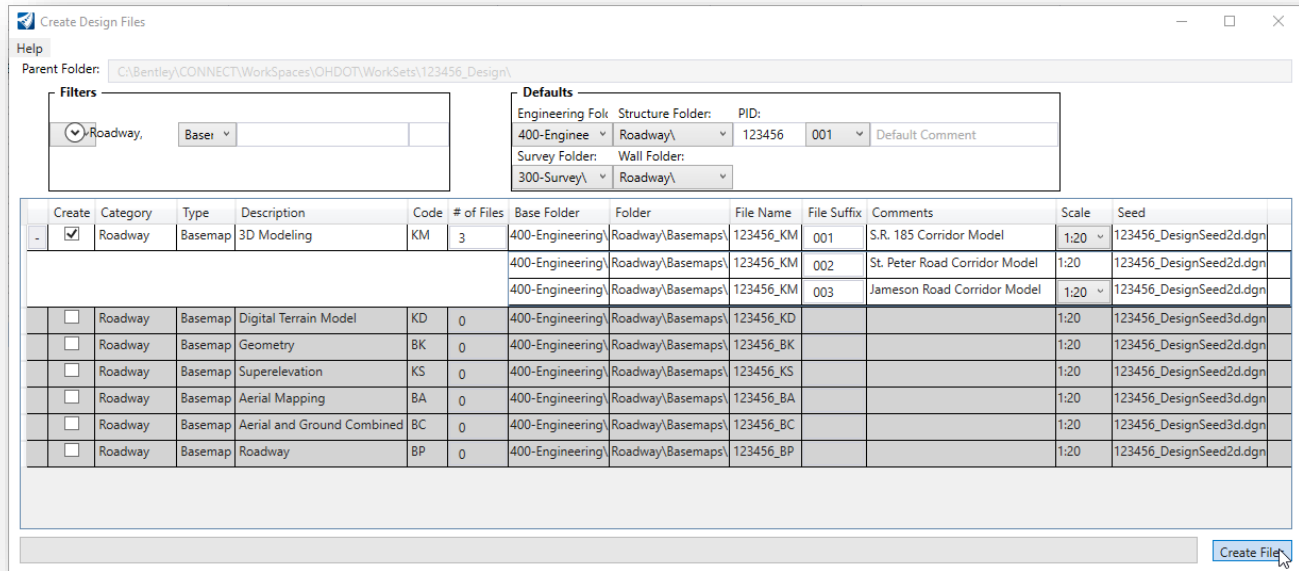 Create Design Files
Help
Parent Folder: C:\Bentley\CONNECT\WorkSpaces\OHDOT\WorkSets\123456_Design\
Filters
Roadway, Baser
Defaults
Engineering Fold Structure Folder: PID:
400-Enginee Roadway\ 123456 001 Default Comment
Survey Folder: Wall Folder:
300-Survey\ Roadway\
Create Category Type Description Code # of Files Base Folder Folder File Name File Suffix Comments Scale Seed
- Roadway Basemap 3D Modeling KM 3 400-Engineering\ Roadway\Basemaps\ 123456_KM 001 S.R. 185 Corridor Model 1:20 123456_DesignSeed2d.dgn
400-Engineering\ Roadway\Basemaps\ 123456_KM 002 St. Peter Road Corridor Model 1:20 123456_DesignSeed2d.dgn
400-Engineering\ Roadway\Basemaps\ 123456_KM 003 Jameson Road Corridor Model 1:20 123456_DesignSeed2d.dgn
Roadway Basemap Digital Terrain Model KD 0 400-Engineering\ Roadway\Basemaps\ 123456_KD 1:20 123456_DesignSeed3d.dgn
Roadway Basemap Geometry BK 0 400-Engineering\ Roadway\Basemaps\ 123456_BK 1:20 123456_DesignSeed2d.dgn
Roadway Basemap Superelevation KS 0 400-Engineering\ Roadway\Basemaps\ 123456_KS 1:20 123456_DesignSeed2d.dgn
Roadway Basemap Aerial Mapping BA 0 400-Engineering\ Roadway\Basemaps\ 123456_BA 1:20 123456_DesignSeed3d.dgn
Roadway Basemap Aerial and Ground Combined BC 0 400-Engineering\ Roadway\Basemaps\ 123456_BC 1:20 123456_DesignSeed3d.dgn
Roadway Basemap Roadway BP 0 400-Engineering\ Roadway\Basemaps\ 123456_BP 1:20 123456_DesignSeed2d.dgn
Create Files